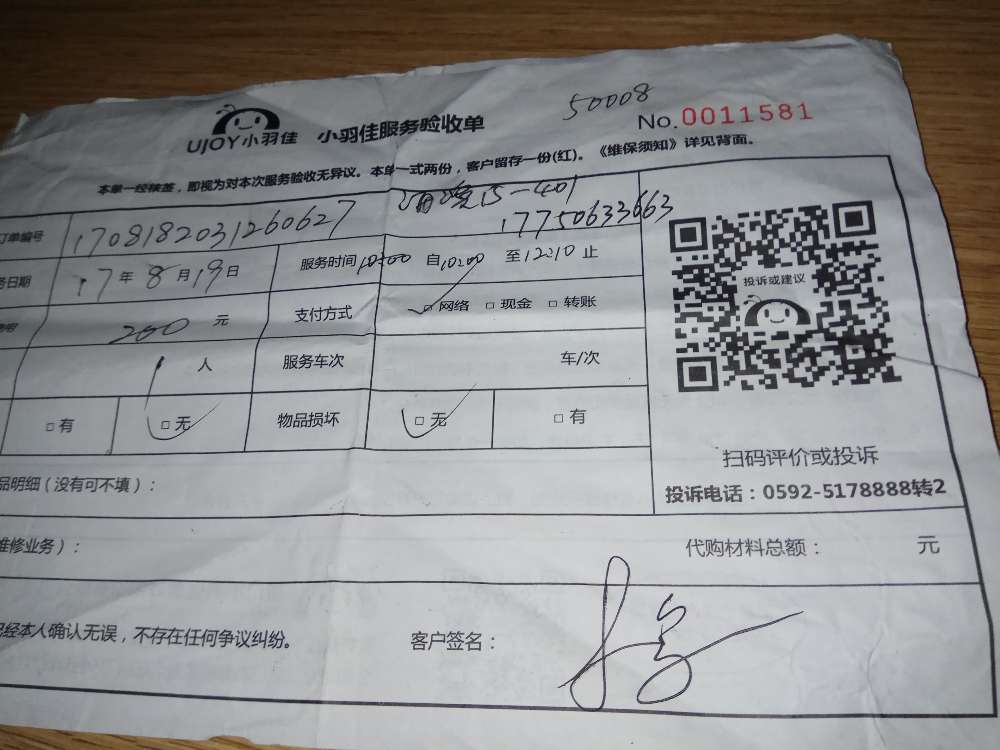 50008
UJOY小羽佳 小羽佳服务验收单 No.0011581
本单一经签, 即视为对本次服务验收无异议。本单一式两份, 客户留存一份(红)。《维保须知》详见背面。
5-401
订单编号 1708182031260627 17750633663
务日期 17年8月19日 服务时间 10:00 自10:00 至12:10止
200 元 支付方式 □网络 □现金 □转账
1 人 服务车次 车/次
□有 □无 物品损坏 □无 □有
投诉或建议
扫码评价或投诉
投诉电话:0592-5178888转2
品明细(没有可不填):
维修业务): 代购材料总额: 元
经本人确认无误, 不存在任何争议纠纷。 客户签名: